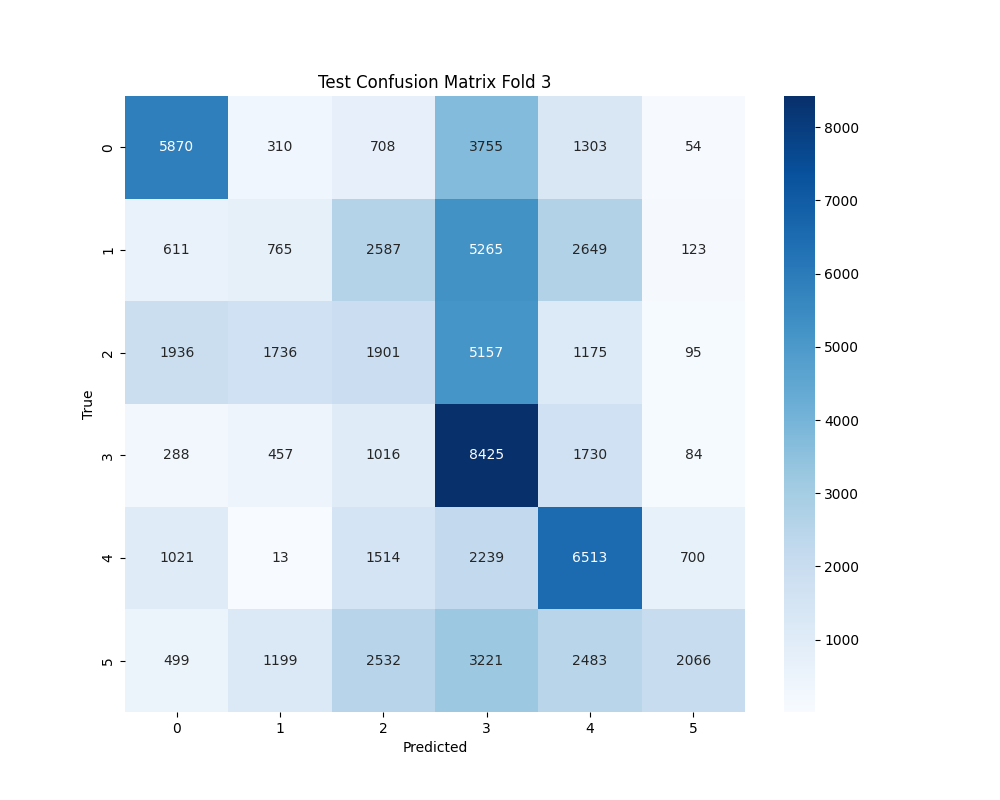 Test Confusion Matrix Fold 3
0 5870 310 708 3755 1303 54
1 611 765 2587 5265 2649 123
2 1936 1736 1901 5157 1175 95
3 288 457 1016 8425 1730 84
4 1021 13 1514 2239 6513 700
5 499 1199 2532 3221 2483 2066
0 1 2 3 4 5
True
Predicted
8000
7000
6000
5000
4000
3000
2000
1000